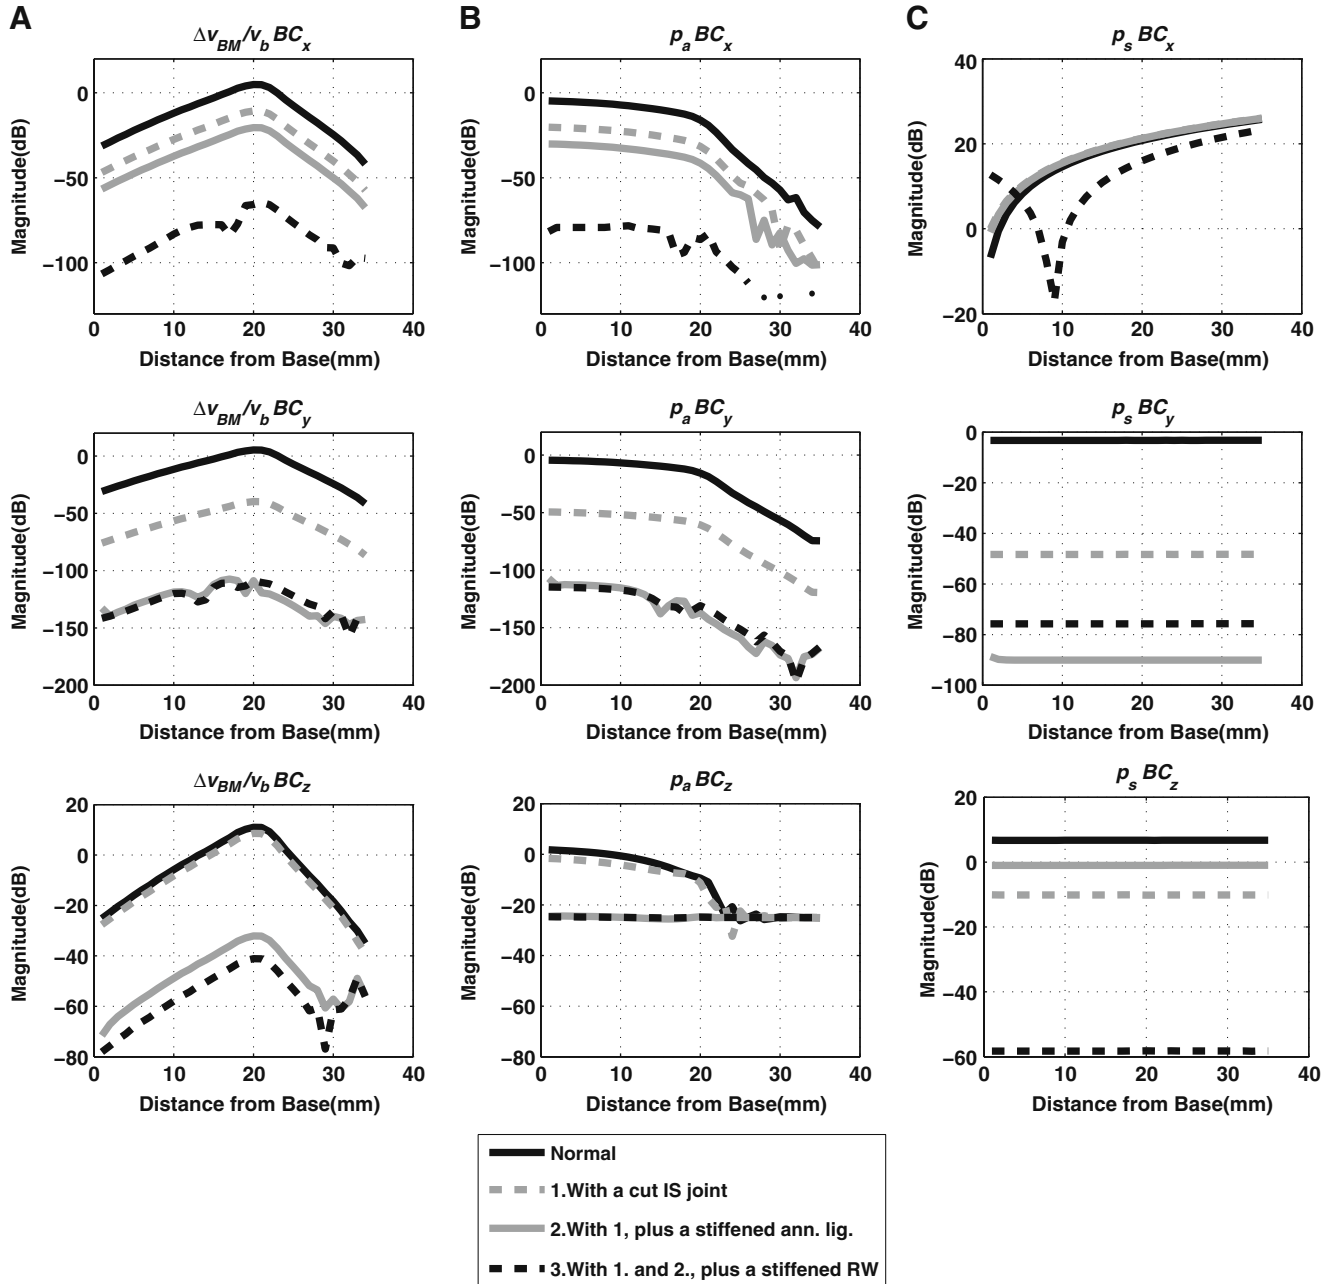 A B C
Δv_BM/v_b BC_x
Magnitude(dB)
0
−50
−100
0 10 20 30 40
Distance from Base(mm)
p_a BC_x
Magnitude(dB)
0
−50
−100
0 10 20 30 40
Distance from Base(mm)
p_s BC_x
Magnitude(dB)
40
20
0
−20
0 10 20 30 40
Distance from Base(mm)
Δv_BM/v_b BC_y
Magnitude(dB)
0
−50
−100
−150
−200
0 10 20 30 40
Distance from Base(mm)
p_a BC_y
Magnitude(dB)
0
−50
−100
−150
−200
0 10 20 30 40
Distance from Base(mm)
p_s BC_y
Magnitude(dB)
0
−20
−40
−60
−80
−100
0 10 20 30 40
Distance from Base(mm)
Δv_BM/v_b BC_z
Magnitude(dB)
20
0
−20
−40
−60
−80
0 10 20 30 40
Distance from Base(mm)
p_a BC_z
Magnitude(dB)
20
0
−20
−40
−60
−80
0 10 20 30 40
Distance from Base(mm)
p_s BC_z
Magnitude(dB)
20
0
−20
−40
−60
0 10 20 30 40
Distance from Base(mm)
Normal
1.With a cut IS joint
2.With 1, plus a stiffened ann. lig.
3.With 1. and 2., plus a stiffened RW